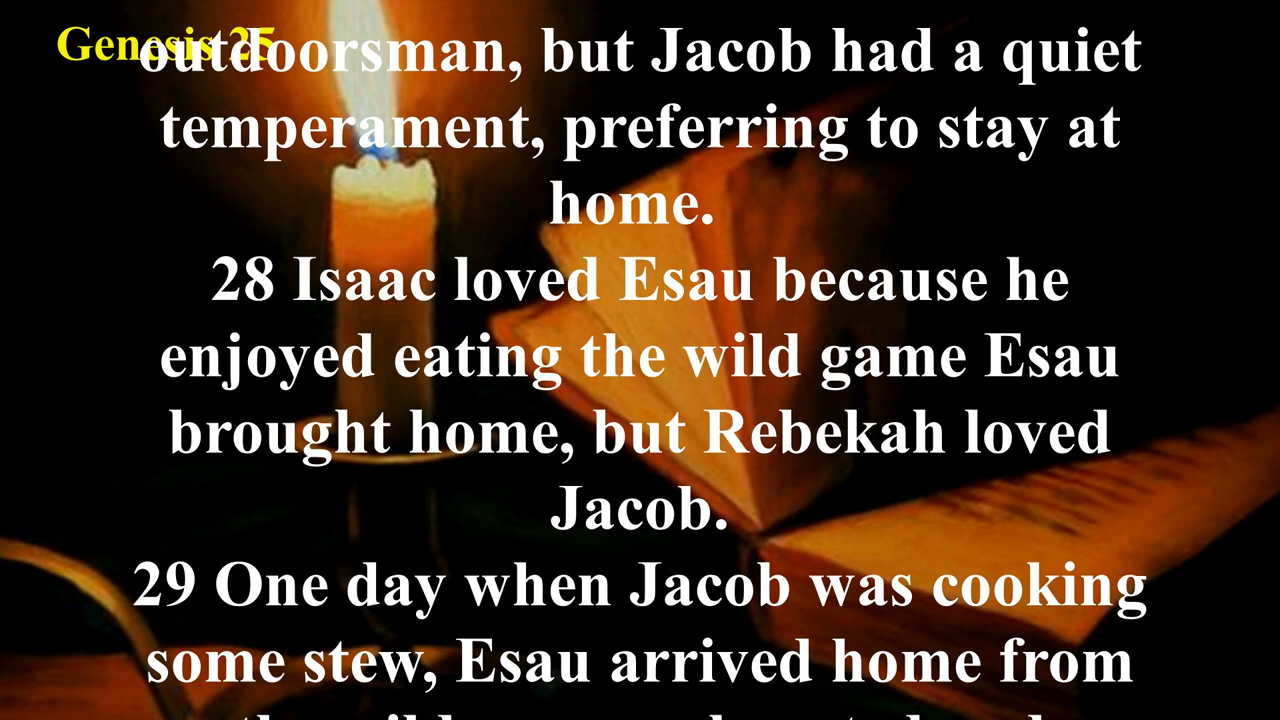 Genesis 25
outdoorsman, but Jacob had a quiet
temperament, preferring to stay at
home.
28 Isaac loved Esau because he
enjoyed eating the wild game Esau
brought home, but Rebekah loved
Jacob.
29 One day when Jacob was cooking
some stew, Esau arrived home from